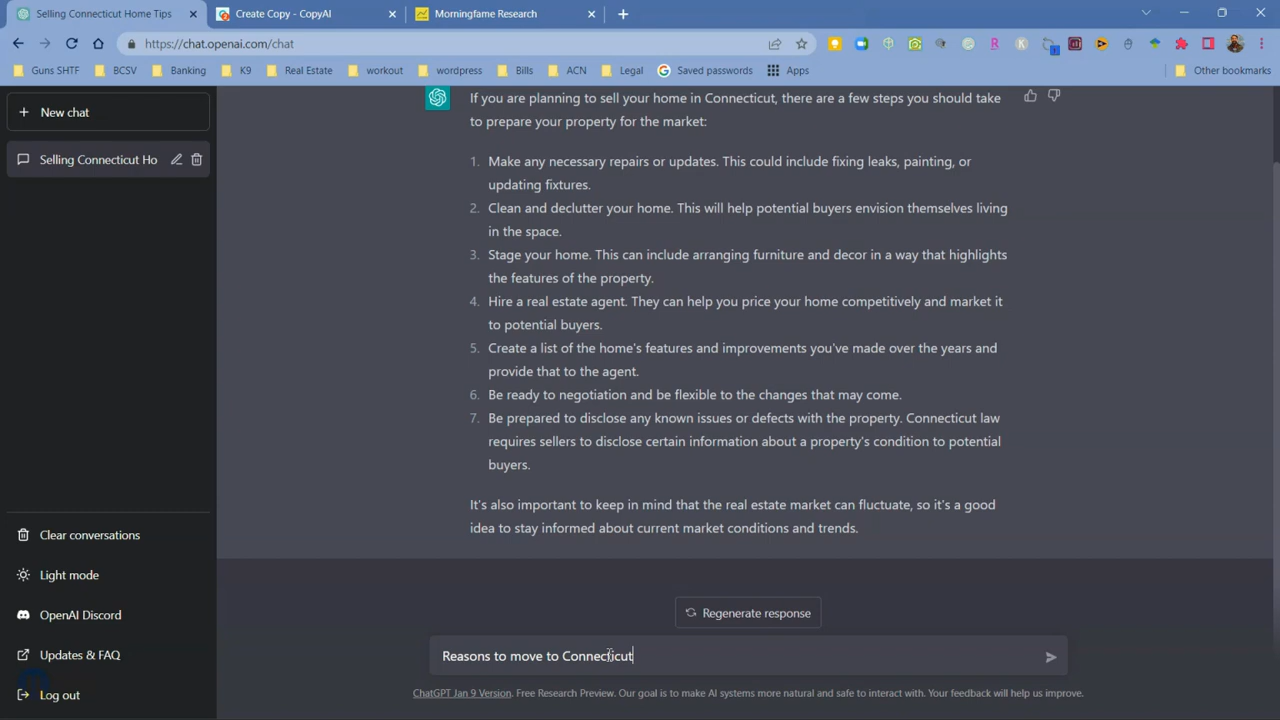 Selling Connecticut Home Tips
Create Copy - CopyAI
Morningfame Research
https://chat.openai.com/chat
Guns SHTF
BCSV
Banking
K9
Real Estate
workout
wordpress
Bills
ACN
Legal
Saved passwords
Apps
Other bookmarks
New chat
Selling Connecticut Ho
If you are planning to sell your home in Connecticut, there are a few steps you should take
to prepare your property for the market:
1. Make any necessary repairs or updates. This could include fixing leaks, painting, or
updating fixtures.
2. Clean and declutter your home. This will help potential buyers envision themselves living
in the space.
3. Stage your home. This can include arranging furniture and decor in a way that highlights
the features of the property.
4. Hire a real estate agent. They can help you price your home competitively and market it
to potential buyers.
5. Create a list of the home's features and improvements you've made over the years and
provide that to the agent.
6. Be ready to negotiation and be flexible to the changes that may come.
7. Be prepared to disclose any known issues or defects with the property. Connecticut law
requires sellers to disclose certain information about a property's condition to potential
buyers.
It's also important to keep in mind that the real estate market can fluctuate, so it's a good
idea to stay informed about current market conditions and trends.
Clear conversations
Light mode
OpenAI Discord
Updates & FAQ
Log out
Regenerate response
Reasons to move to Connecticut
ChatGPT Jan 9 Version. Free Research Preview. Our goal is to make AI systems more natural and safe to interact with. Your feedback will help us improve.